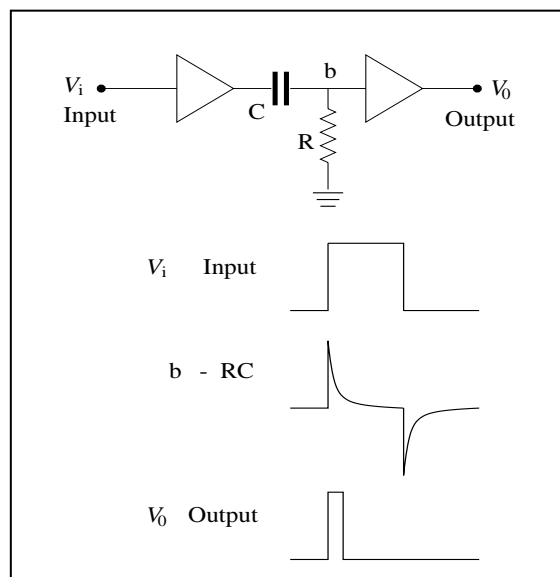 b
Vi V0
C
Input Output
R
Vi Input
b - RC
V0 Output